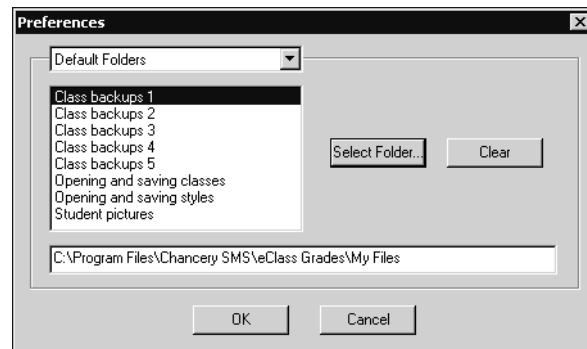 Preferences
Default Folders
Class backups 1
Class backups 2
Class backups 3
Class backups 4
Class backups 5
Opening and saving classes
Opening and saving styles
Student pictures
Select Folder...
Clear
C:\Program Files\Chancery SMS\eClass Grades\My Files
OK
Cancel